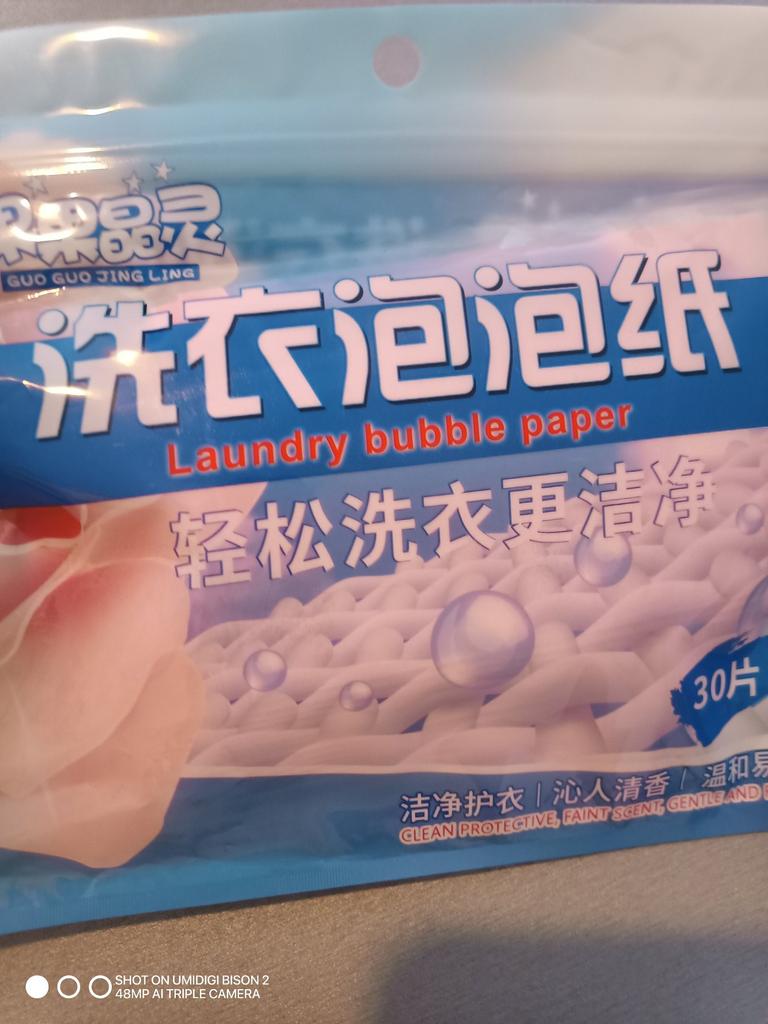 果果晶灵
GUO GUO JING LING
洗衣泡泡纸
Laundry bubble paper
轻松洗衣更洁净
30片
洁净护衣 | 沁人清香 | 温和易
CLEAN PROTECTIVE, FAINT SCENT, GENTLE AND
SHOT ON UMIDIGI BISON 2
48MP AI TRIPLE CAMERA